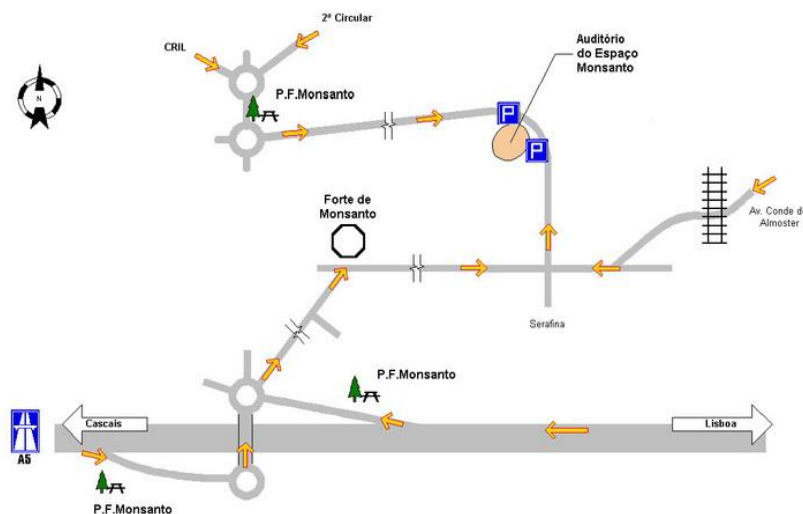 2ª Circular
CRIL
Auditório
do Espaço
Monsanto
P.F.Monsanto
P
P
N
Forte de
Monsanto
Av. Conde de
Almoster
Serafina
P.F.Monsanto
Cascais
Lisboa
A5
P.F.Monsanto